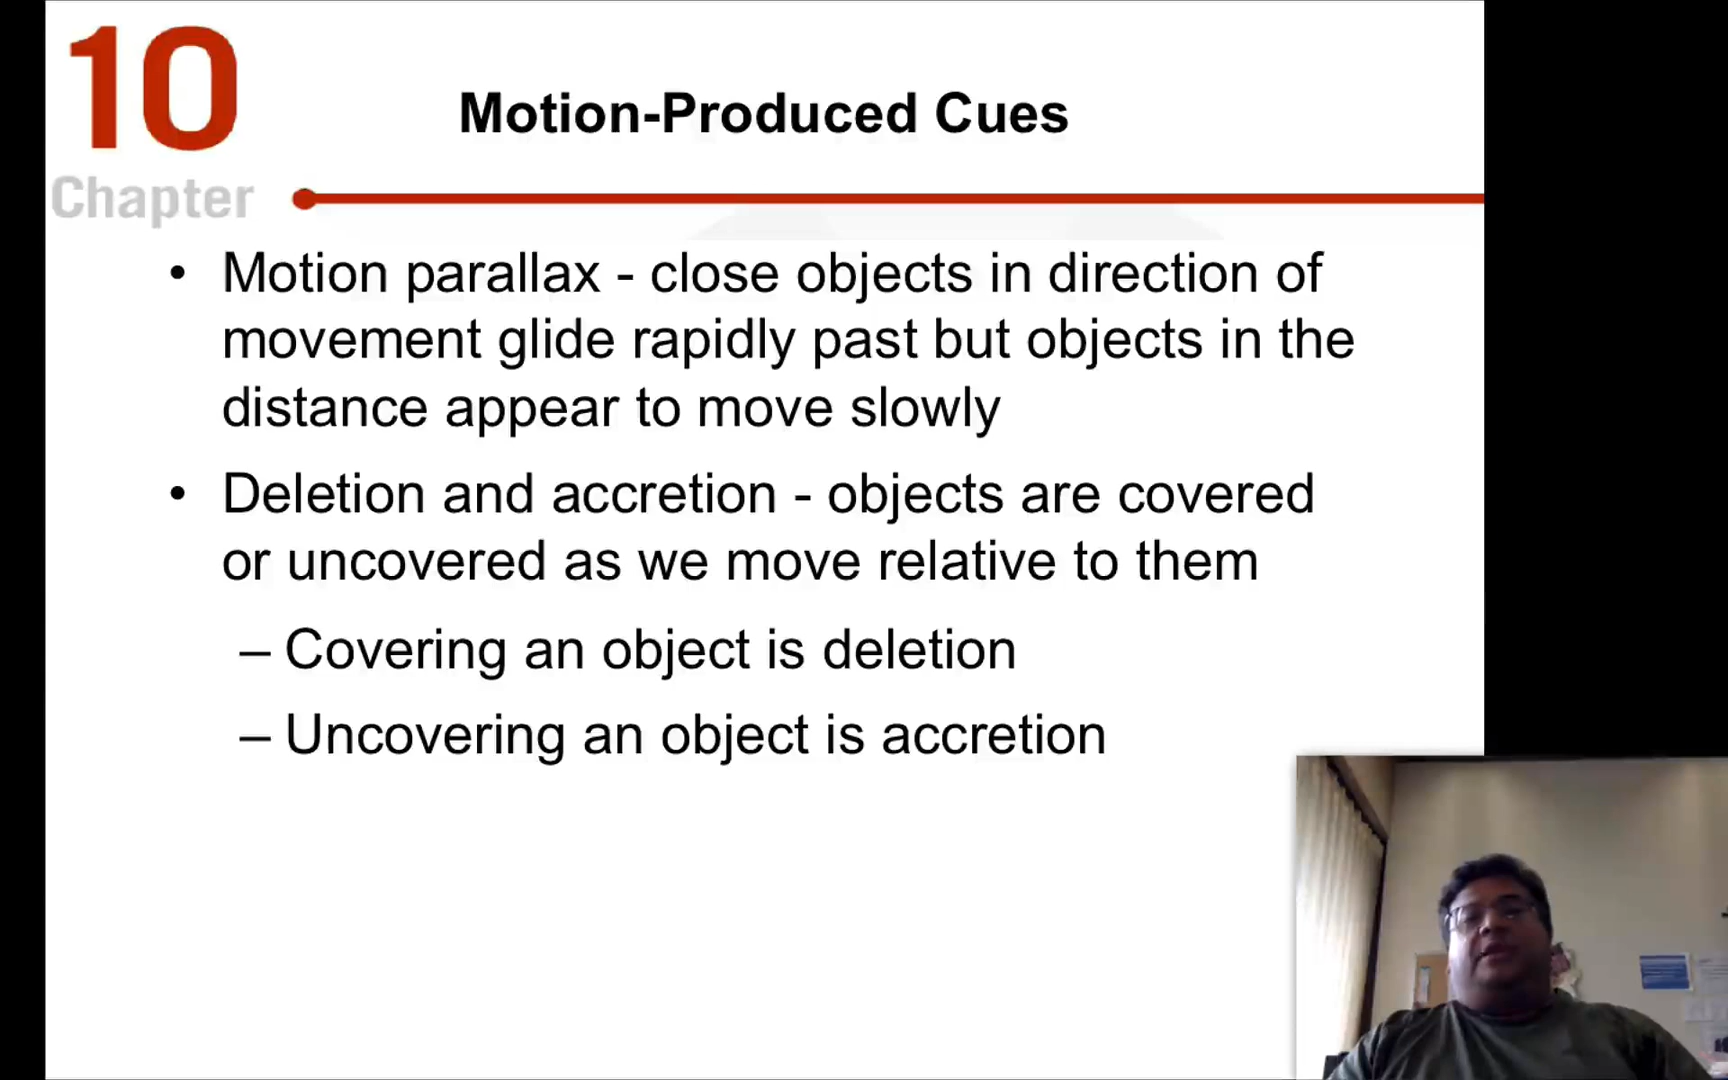 10
Chapter
Motion-Produced Cues
• Motion parallax - close objects in direction of
movement glide rapidly past but objects in the
distance appear to move slowly
• Deletion and accretion - objects are covered
or uncovered as we move relative to them
– Covering an object is deletion
– Uncovering an object is accretion